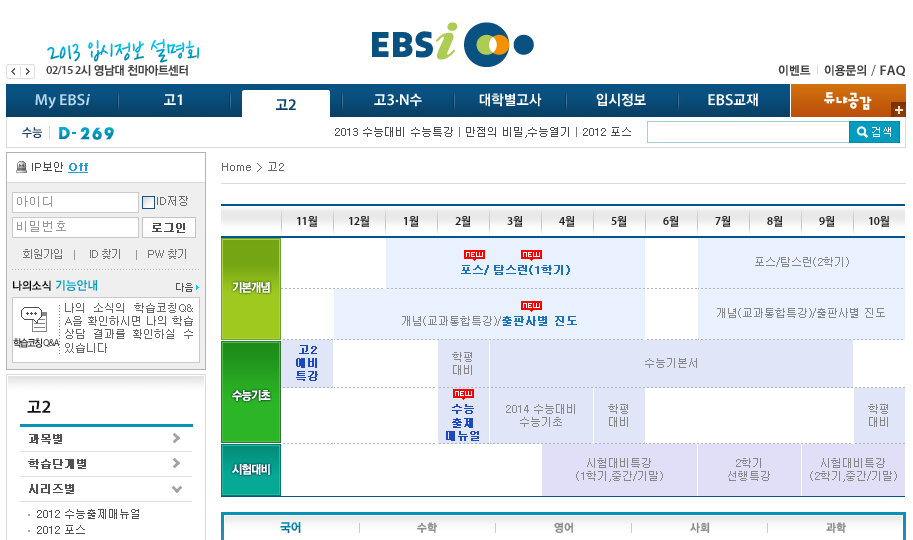 2013 입시정보 설명회
02/15 2시 영남대 천마아트센터
EBSi
이벤트 | 이용문의 / FAQ
My EBSi 고1 고2 고3·N수 대학별고사 입시정보 EBS교재 듀냐공감
수능 D-269
2013 수능대비 수능특강 | 만점의 비밀,수능열기 | 2012 포스
검색
IP보안 Off
아이디
ID저장
비밀번호
로그인
회원가입 | ID 찾기 | PW 찾기
나의소식 기능안내 다음
학습코칭Q&A
나의 소식의 학습코칭Q&
A을 확인하시면 나의 학습
상담 결과를 확인하실 수
있습니다
고2
과목별
학습단계별
시리즈별
2012 수능출제매뉴얼
2012 포스
Home > 고2
11월 12월 1월 2월 3월 4월 5월 6월 7월 8월 9월 10월
기본개념
NEW NEW
포스/ 탐스런(1학기)
포스/탐스런(2학기)
NEW
개념(교과통합특강)/출판사별 진도
개념(교과통합특강)/출판사별 진도
수능기초
고2
예비
특강
학평
대비
수능기본서
NEW
수능
출제
매뉴얼
2014 수능대비
수능기초
학평
대비
학평
대비
시험대비
시험대비특강
(1학기,중간/기말)
2학기
선행특강
시험대비특강
(2학기,중간/기말)
국어 수학 영어 사회 과학